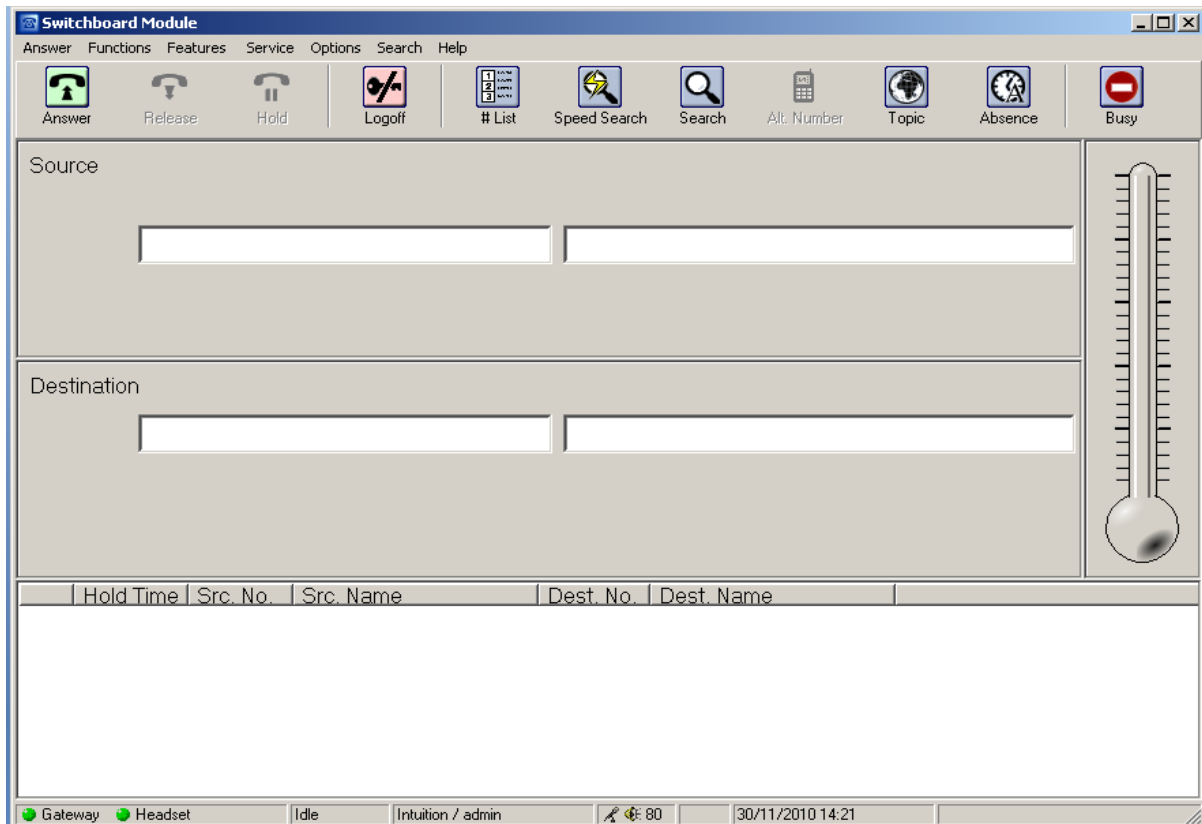 Switchboard Module
Answer Functions Features Service Options Search Help
Answer Release Hold Logoff # List Speed Search Search Alt. Number Topic Absence Busy
Source
Destination
Hold Time Src. No. Src. Name Dest. No. Dest. Name
Gateway Headset Idle Intuition / admin 80 30/11/2010 14:21